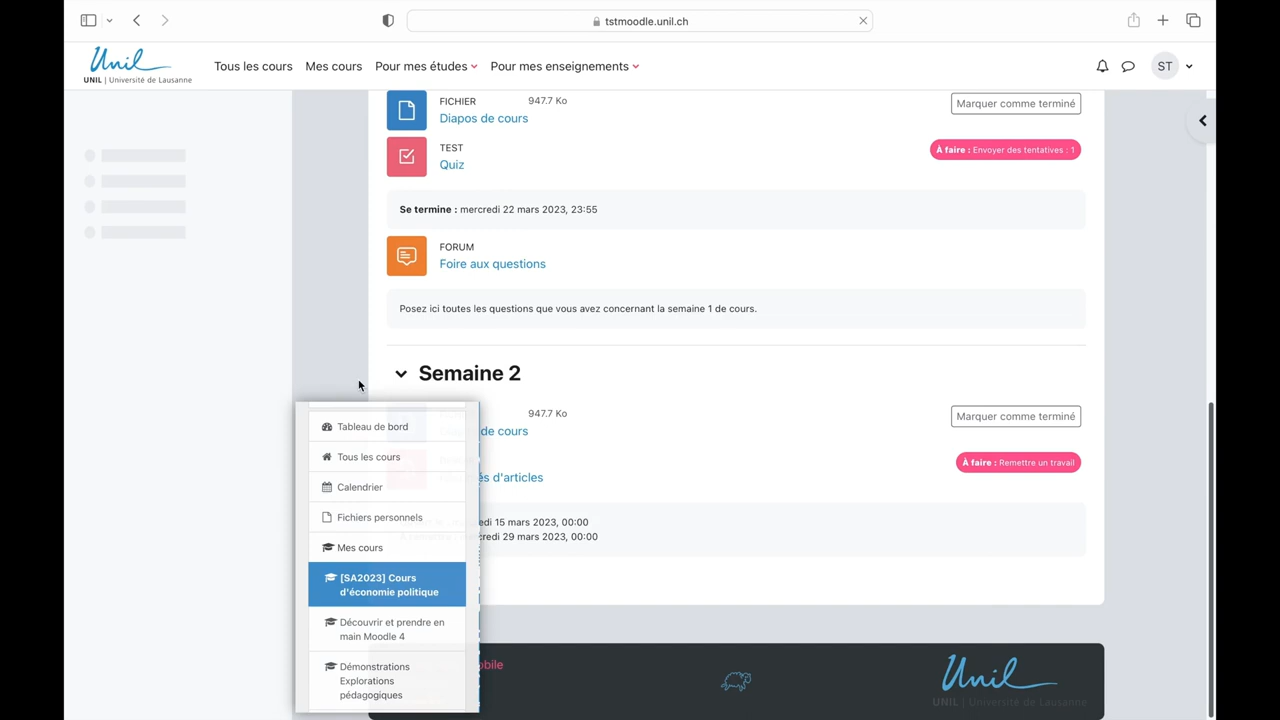 tstmoodle.unil.ch
Unil
UNIL | Université de Lausanne
Tous les cours
Mes cours
Pour mes études
Pour mes enseignements
ST
FICHIER 947.7 Ko
Diapos de cours
Marquer comme terminé
TEST
Quiz
À faire : Envoyer des tentatives : 1
Se termine : mercredi 22 mars 2023, 23:55
FORUM
Foire aux questions
Posez ici toutes les questions que vous avez concernant la semaine 1 de cours.
Semaine 2
947.7 Ko
de cours
Marquer comme terminé
d'articles
À faire : Remettre un travail
15 mars 2023, 00:00
29 mars 2023, 00:00
Tableau de bord
Tous les cours
Calendrier
Fichiers personnels
Mes cours
[SA2023] Cours
d'économie politique
Découvrir et prendre en
main Moodle 4
Démonstrations
Explorations
pédagogiques
Unil
UNIL | Université de Lausanne